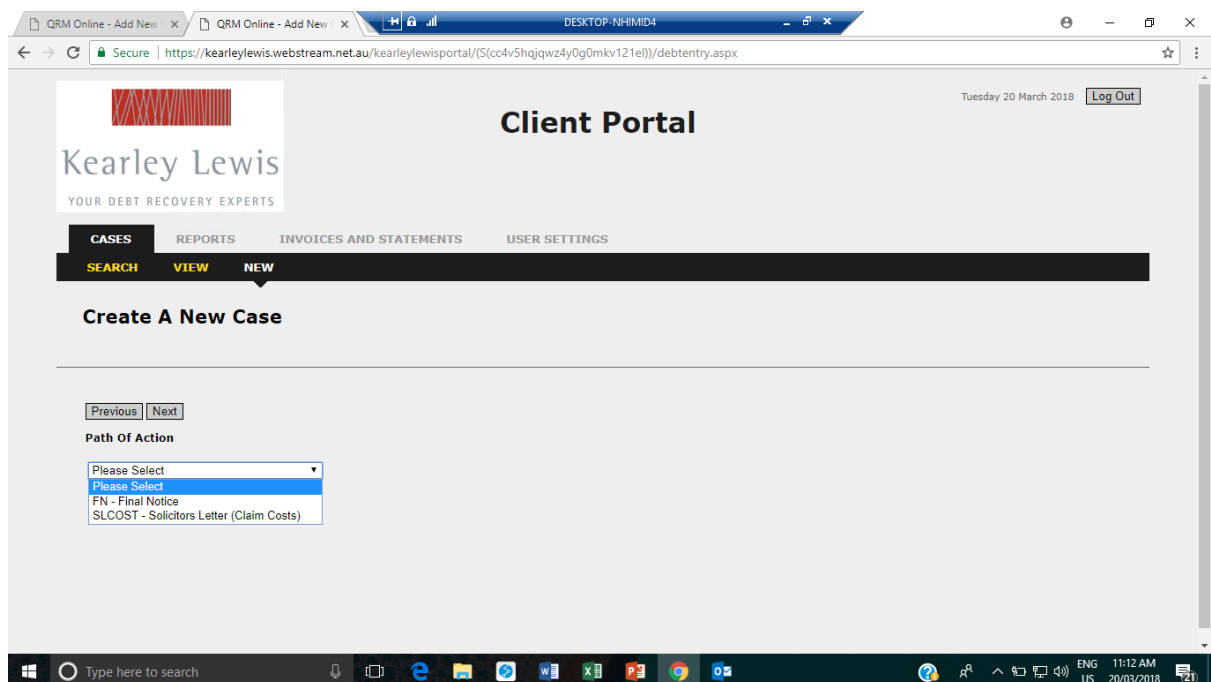 QRM Online - Add New
QRM Online - Add New
DESKTOP-NHIMID4
Secure | https://kearleylewis.webstream.net.au/kearleylewisportal/(S(cc4v5hqjqwz4y0g0mkv121el))/debtentry.aspx
Tuesday 20 March 2018 Log Out
Client Portal
Kearley Lewis
YOUR DEBT RECOVERY EXPERTS
CASES REPORTS INVOICES AND STATEMENTS USER SETTINGS
SEARCH VIEW NEW
Create A New Case
Previous Next
Path Of Action
Please Select
Please Select
FN - Final Notice
SLCOST - Solicitors Letter (Claim Costs)
Type here to search
ENG 11:12 AM
US 20/03/2018
21